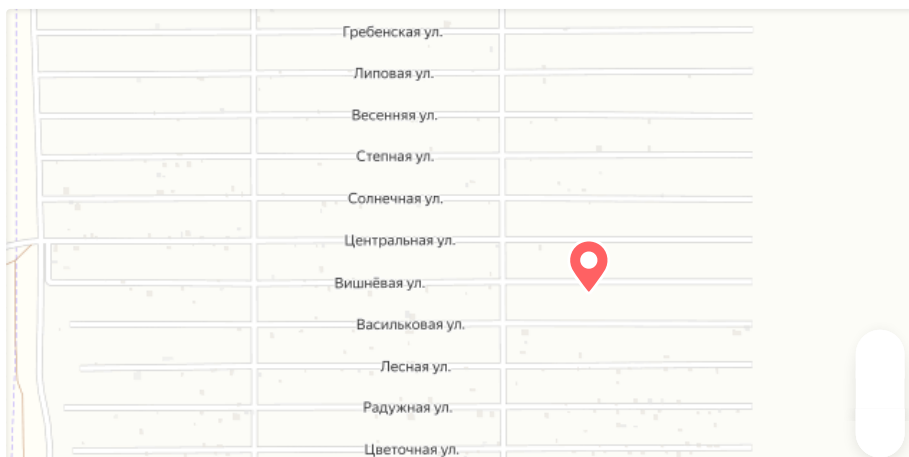 Гребенская ул.
Липовая ул.
Весенняя ул.
Степная ул.
Солнечная ул.
Центральная ул.
Вишнёвая ул.
Васильковая ул.
Лесная ул.
Радужная ул.
Цветочная ул.